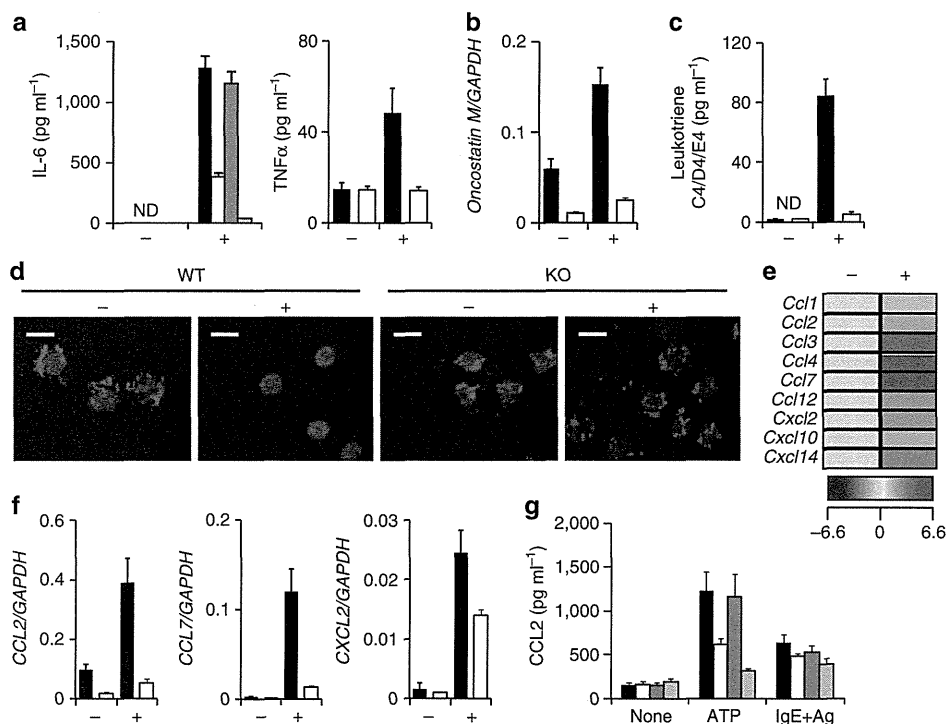 a
1,500
1,000
500
0
IL-6 (pg ml⁻¹)
ND
– +
80
40
0
TNFα (pg ml⁻¹)
– +
b
0.2
0.1
0
Oncostatin M/GAPDH
– +
c
120
80
40
0
Leukotriene
C4/D4/E4 (pg ml⁻¹)
ND
– +
d
WT KO
– + – +
e
– +
Ccl1
Ccl2
Ccl3
Ccl4
Ccl7
Ccl12
Cxcl2
Cxcl10
Cxcl14
–6.6 0 6.6
f
0.6
0.4
0.2
0
CCL2/GAPDH
– +
0.2
0.1
0
CCL7/GAPDH
– +
0.03
0.02
0.01
0
CXCL2/GAPDH
– +
g
2,000
1,500
1,000
500
0
CCL2 (pg ml⁻¹)
None ATP IgE+Ag